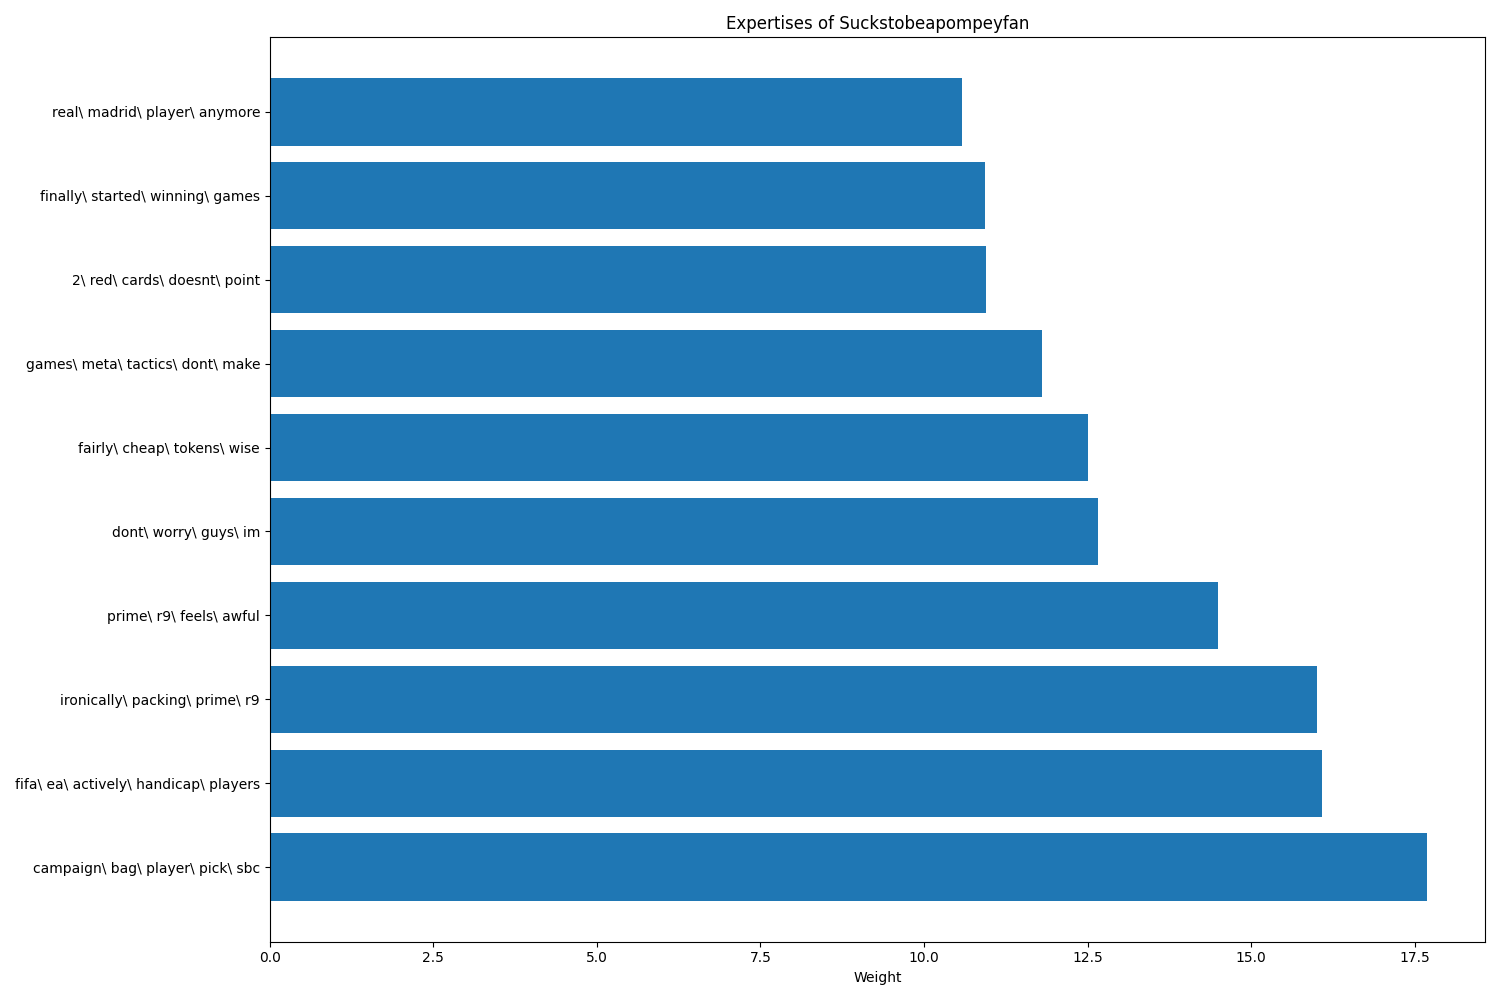 Expertises of Suckstobeapompeyfan
real\ madrid\ player\ anymore
finally\ started\ winning\ games
2\ red\ cards\ doesnt\ point
games\ meta\ tactics\ dont\ make
fairly\ cheap\ tokens\ wise
dont\ worry\ guys\ im
prime\ r9\ feels\ awful
ironically\ packing\ prime\ r9
fifa\ ea\ actively\ handicap\ players
campaign\ bag\ player\ pick\ sbc
0.0 2.5 5.0 7.5 10.0 12.5 15.0 17.5
Weight